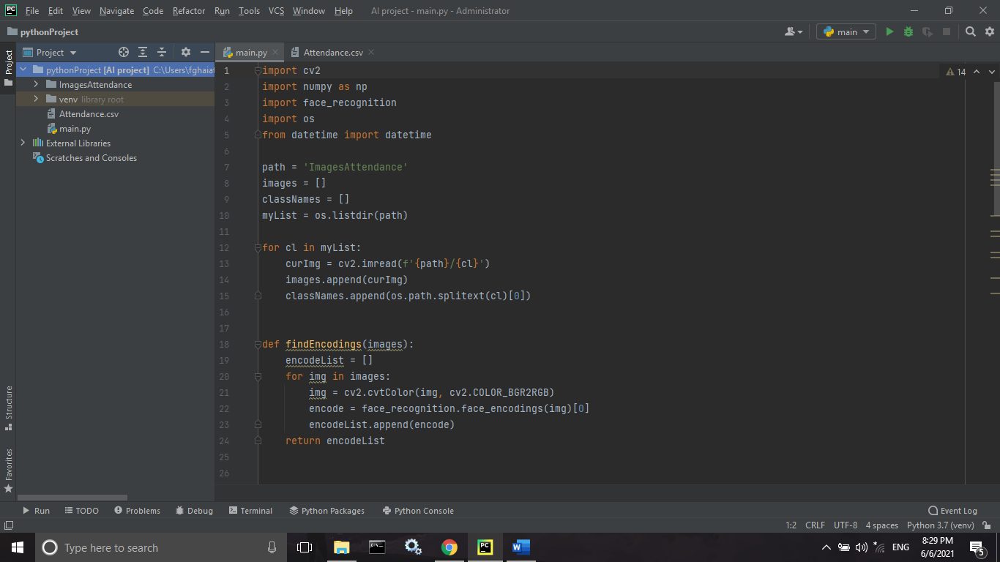 PC File Edit View Navigate Code Refactor Run Tools VCS Window Help AI project - main.py - Administrator
pythonProject main
Project main.py Attendance.csv
Project
pythonProject [AI project] C:\Users\fghaiat
ImagesAttendance
venv library root
Attendance.csv
main.py
External Libraries
Scratches and Consoles
14
1 import cv2
2 import numpy as np
3 import face_recognition
4 import os
5 from datetime import datetime
6
7 path = 'ImagesAttendance'
8 images = []
9 classNames = []
10 myList = os.listdir(path)
11
12 for cl in myList:
13     curImg = cv2.imread(f'{path}/{cl}')
14     images.append(curImg)
15     classNames.append(os.path.splitext(cl)[0])
16
17
18 def findEncodings(images):
19     encodeList = []
20     for img in images:
21         img = cv2.cvtColor(img, cv2.COLOR_BGR2RGB)
22         encode = face_recognition.face_encodings(img)[0]
23         encodeList.append(encode)
24     return encodeList
25
26
Structure
Favorites
Run TODO Problems Debug Terminal Python Packages Python Console Event Log
1:2 CRLF UTF-8 4 spaces Python 3.7 (venv)
Type here to search
PC
W
ENG
8:29 PM
6/6/2021
5